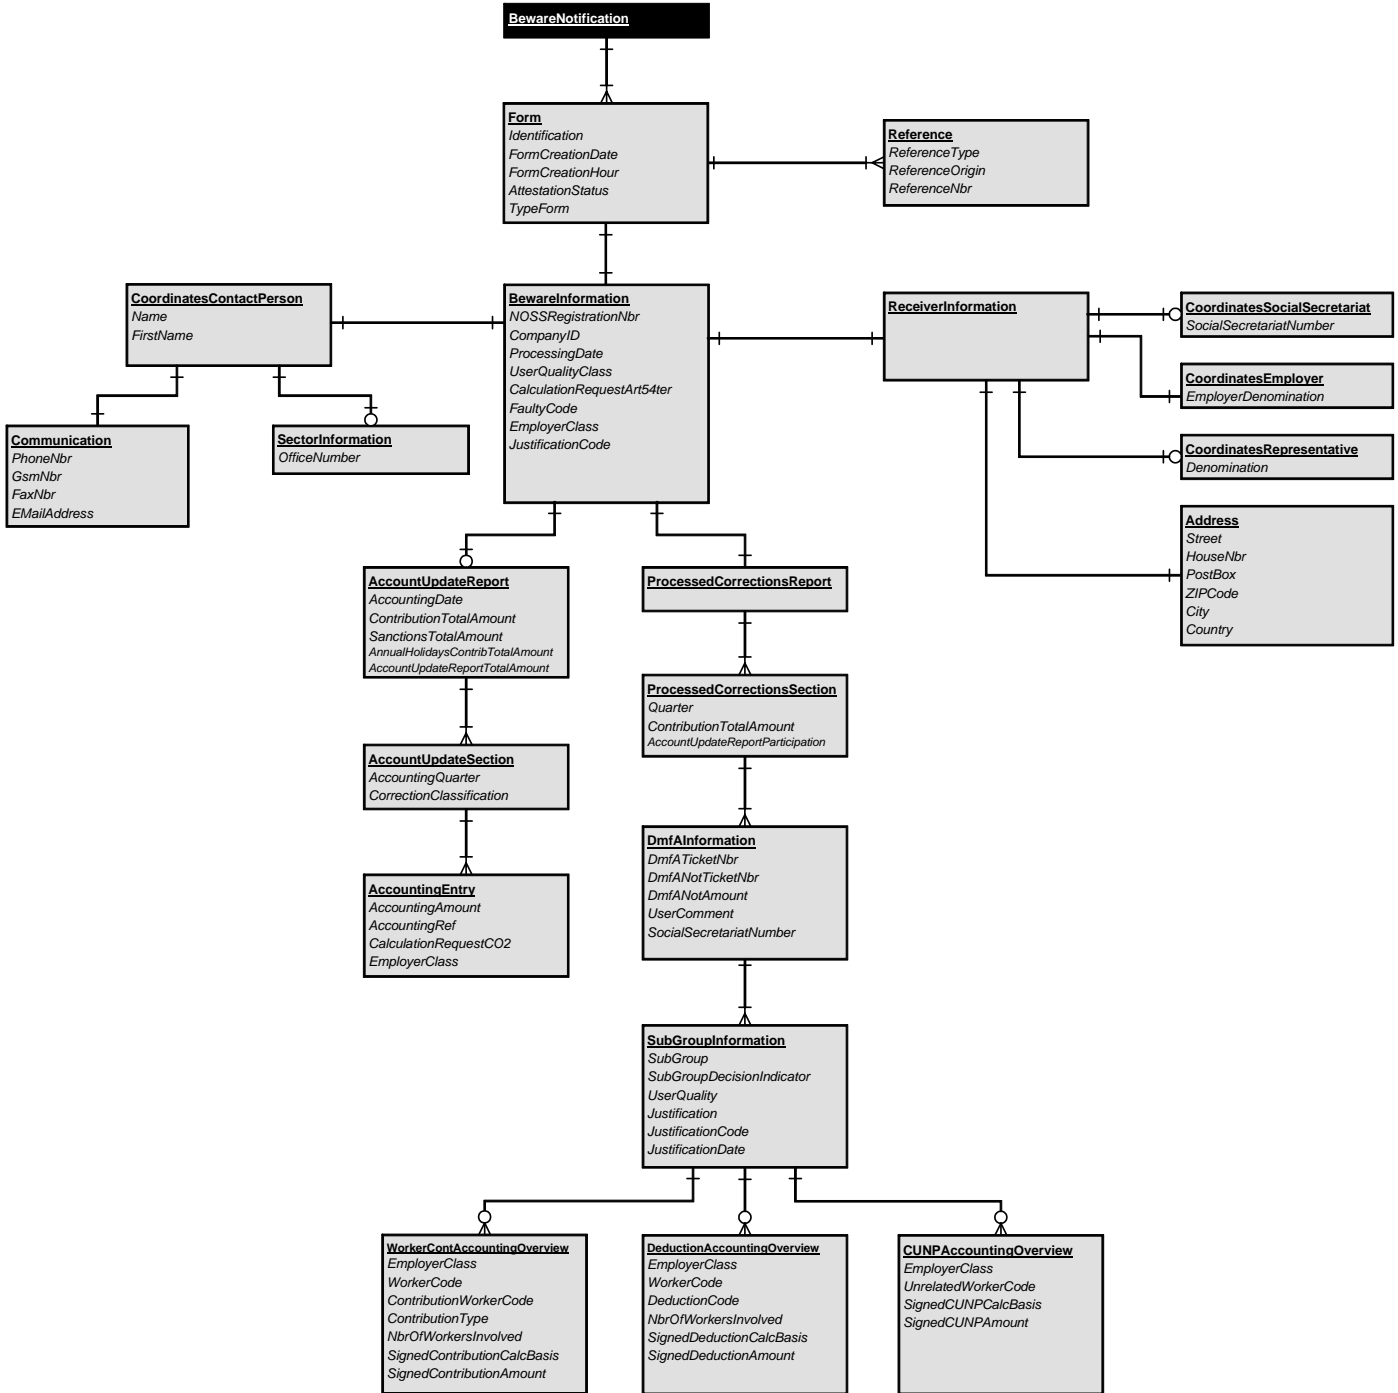 BewareNotification
Form
Identification
FormCreationDate
FormCreationHour
AttestationStatus
TypeForm
Reference
ReferenceType
ReferenceOrigin
ReferenceNbr
CoordinatesContactPerson
Name
FirstName
BewareInformation
NOSSRegistrationNbr
CompanyID
ProcessingDate
UserQualityClass
CalculationRequestArt54ter
FaultyCode
EmployerClass
JustificationCode
ReceiverInformation
CoordinatesSocialSecretariat
SocialSecretariatNumber
CoordinatesEmployer
EmployerDenomination
CoordinatesRepresentative
Denomination
Communication
PhoneNbr
GsmNbr
FaxNbr
EMailAddress
SectorInformation
OfficeNumber
Address
Street
HouseNbr
PostBox
ZIPCode
City
Country
AccountUpdateReport
AccountingDate
ContributionTotalAmount
SanctionsTotalAmount
AnnualHolidaysContribTotalAmount
AccountUpdateReportTotalAmount
ProcessedCorrectionsReport
ProcessedCorrectionsSection
Quarter
ContributionTotalAmount
AccountUpdateReportParticipation
AccountUpdateSection
AccountingQuarter
CorrectionClassification
DmfAInformation
DmfATicketNbr
DmfANotTicketNbr
DmfANotAmount
UserComment
SocialSecretariatNumber
AccountingEntry
AccountingAmount
AccountingRef
CalculationRequestCO2
EmployerClass
SubGroupInformation
SubGroup
SubGroupDecisionIndicator
UserQuality
Justification
JustificationCode
JustificationDate
WorkerContAccountingOverview
EmployerClass
WorkerCode
ContributionWorkerCode
ContributionType
NbrOfWorkersInvolved
SignedContributionCalcBasis
SignedContributionAmount
DeductionAccountingOverview
EmployerClass
WorkerCode
DeductionCode
NbrOfWorkersInvolved
SignedDeductionCalcBasis
SignedDeductionAmount
CUNPAccountingOverview
EmployerClass
UnrelatedWorkerCode
SignedCUNPCalcBasis
SignedCUNPAmount